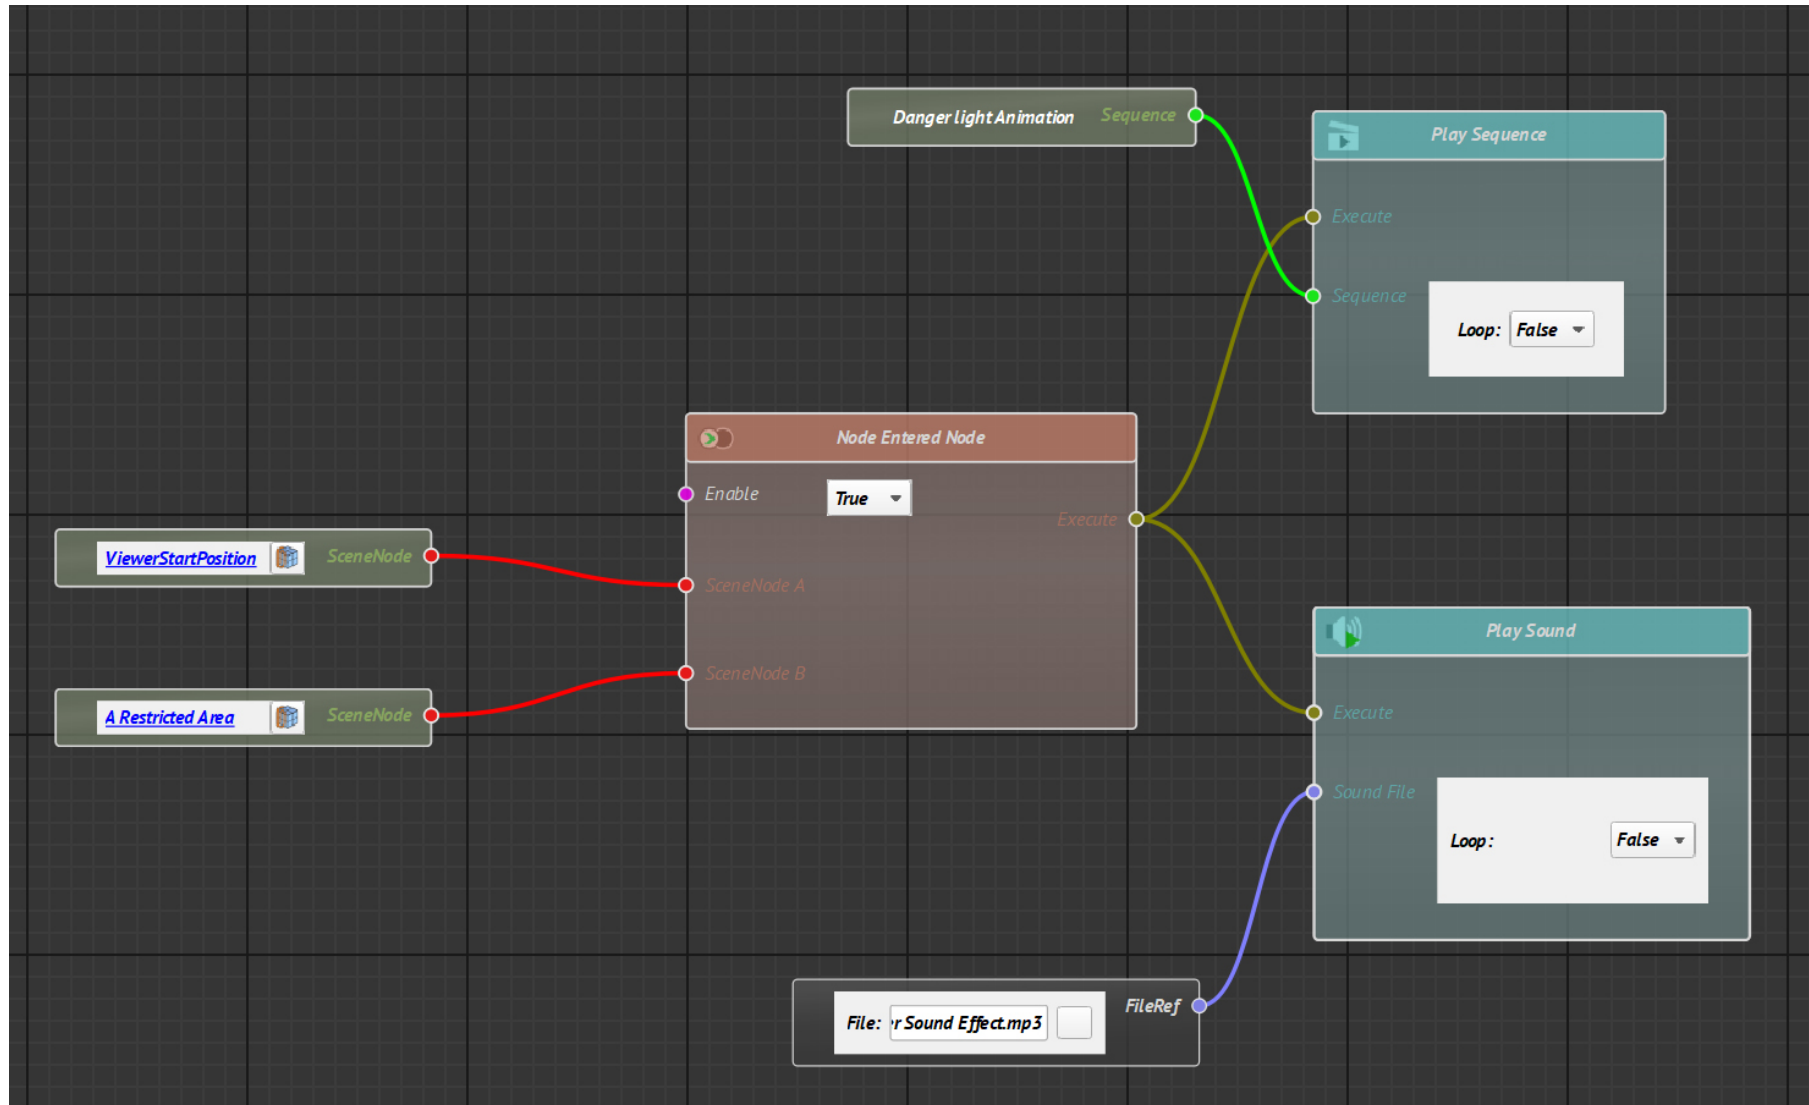 Danger light Animation Sequence
Play Sequence
Execute
Sequence
Loop: False
Node Entered Node
Enable True
Execute
ViewerStartPosition SceneNode
SceneNode A
SceneNode B
A Restricted Area SceneNode
Play Sound
Execute
Sound File
Loop: False
FileRef
File: r Sound Effect.mp3